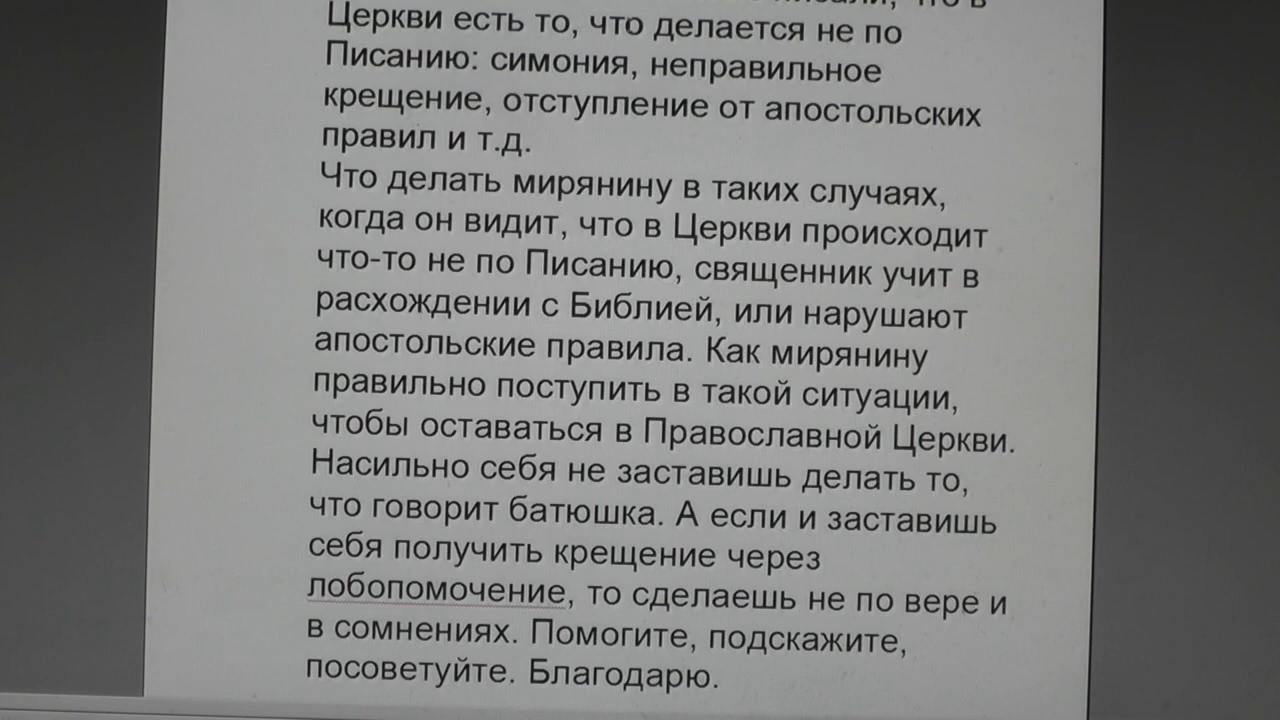 что в
Церкви есть то, что делается не по
Писанию: симония, неправильное
крещение, отступление от апостольских
правил и т.д.
Что делать мирянину в таких случаях,
когда он видит, что в Церкви происходит
что-то не по Писанию, священник учит в
расхождении с Библией, или нарушают
апостольские правила. Как мирянину
правильно поступить в такой ситуации,
чтобы оставаться в Православной Церкви.
Насильно себя не заставишь делать то,
что говорит батюшка. А если и заставишь
себя получить крещение через
лобопомочение, то сделаешь не по вере и
в сомнениях. Помогите, подскажите,
посоветуйте. Благодарю.